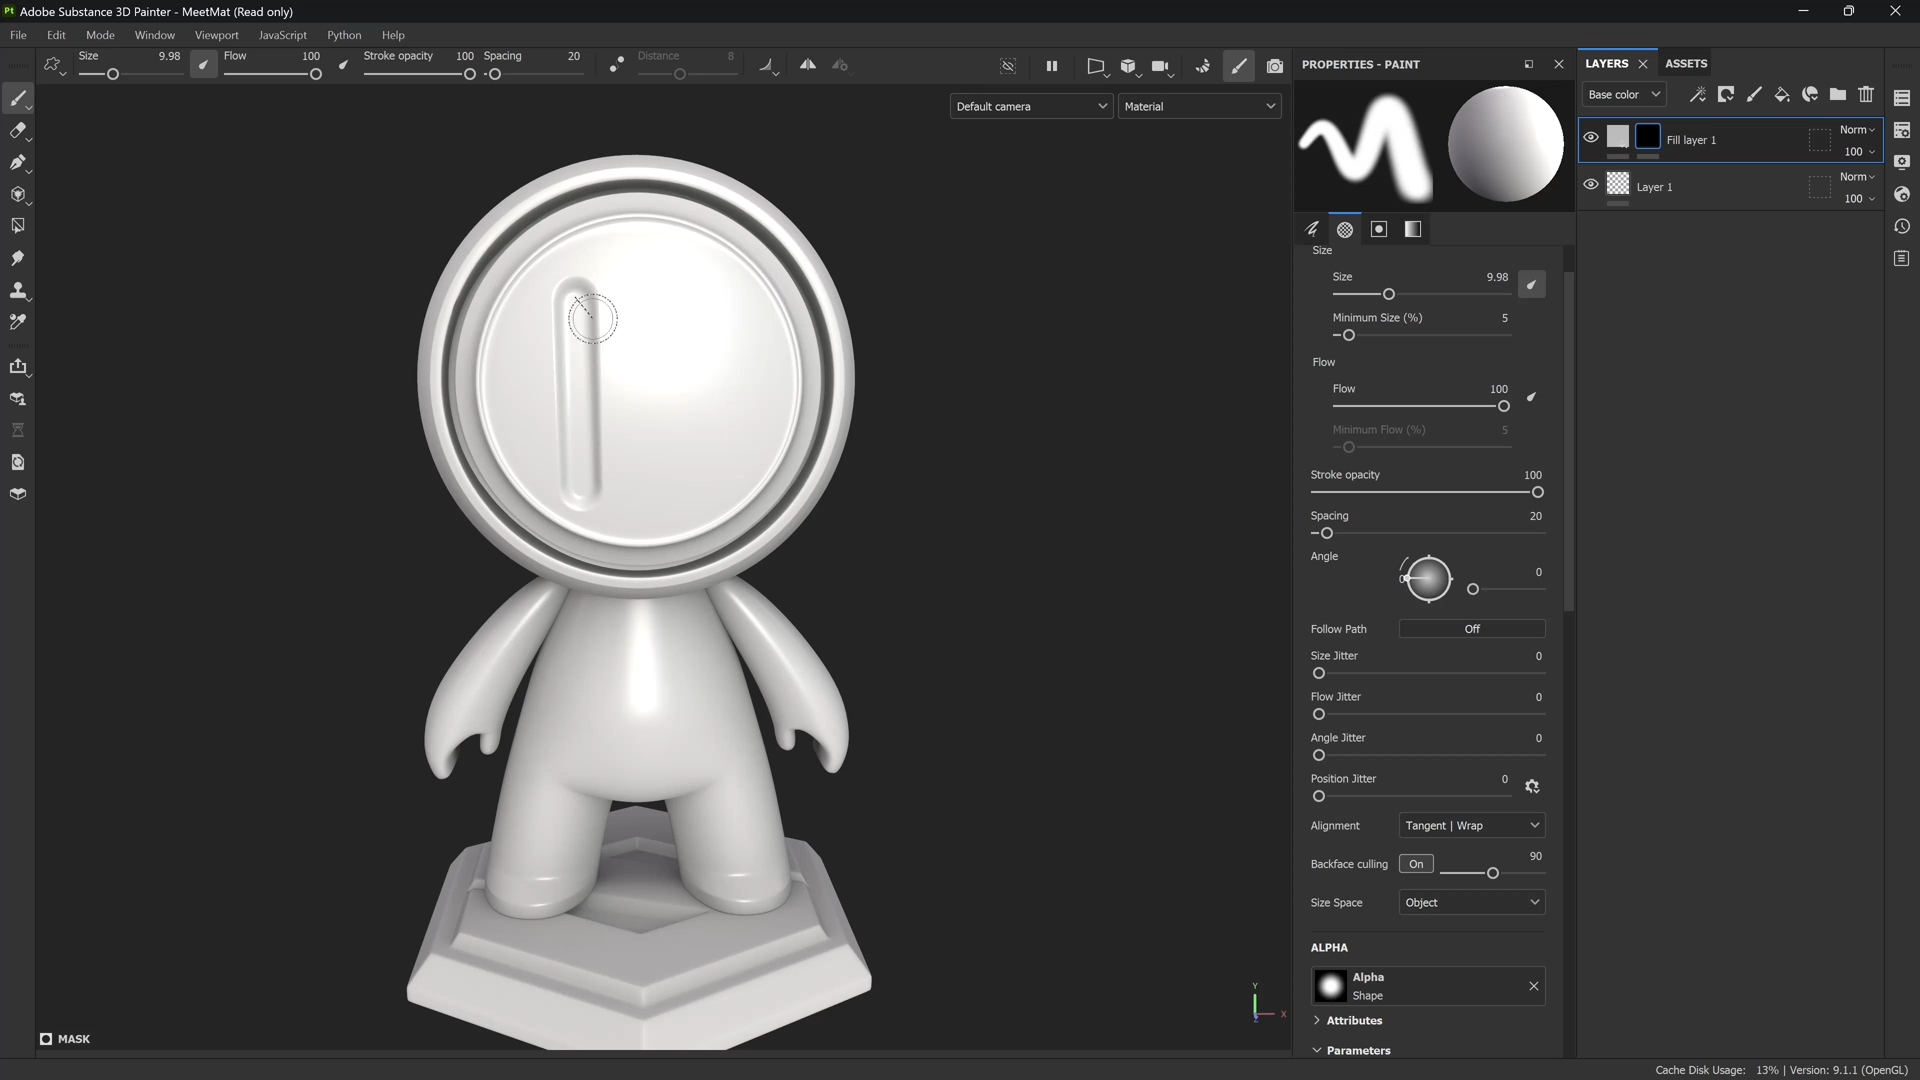 Pt Adobe Substance 3D Painter - MeetMat (Read only)
File Edit Mode Window Viewport JavaScript Python Help
Size 9.98 Flow 100 Stroke opacity 100 Spacing 20 Distance 8
Default camera Material
PROPERTIES - PAINT
Size
Size 9.98
Minimum Size (%) 5
Flow
Flow 100
Minimum Flow (%) 5
Stroke opacity 100
Spacing 20
Angle
0 0
Follow Path Off
Size Jitter 0
Flow Jitter 0
Angle Jitter 0
Position Jitter 0
Alignment Tangent | Wrap
Backface culling On 90
Size Space Object
ALPHA
Alpha
Shape
Attributes
Parameters
LAYERS ASSETS
Base color
Fill layer 1 Norm
100
Layer 1 Norm
100
Y
X
Z
MASK
Cache Disk Usage: 13% | Version: 9.1.1 (OpenGL)